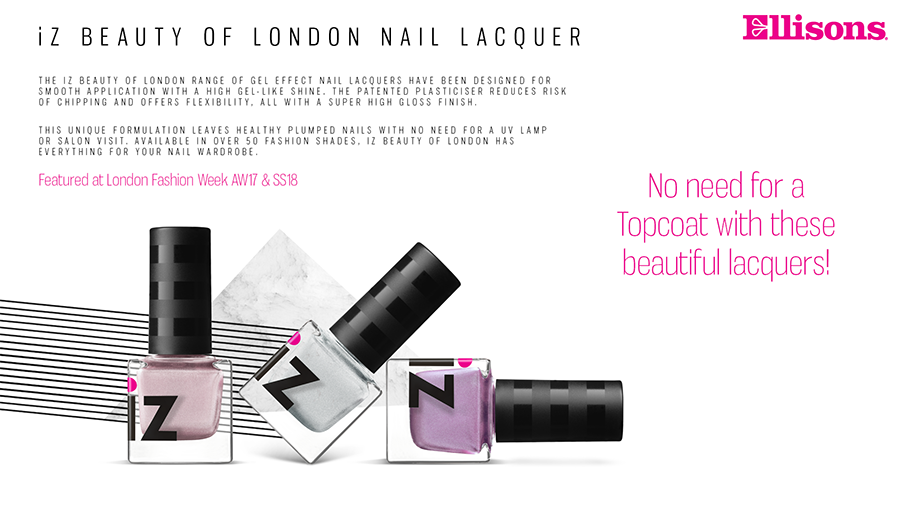 iZ BEAUTY OF LONDON NAIL LACQUER
Ellisons.
THE IZ BEAUTY OF LONDON RANGE OF GEL EFFECT NAIL LACQUERS HAVE BEEN DESIGNED FOR
SMOOTH APPLICATION WITH A HIGH GEL-LIKE SHINE. THE PATENTED PLASTICISER REDUCES RISK
OF CHIPPING AND OFFERS FLEXIBILITY, ALL WITH A SUPER HIGH GLOSS FINISH.
THIS UNIQUE FORMULATION LEAVES HEALTHY PLUMPED NAILS WITH NO NEED FOR A UV LAMP
OR SALON VISIT. AVAILABLE IN OVER 50 FASHION SHADES, IZ BEAUTY OF LONDON HAS
EVERYTHING FOR YOUR NAIL WARDROBE.
Featured at London Fashion Week AW17 & SS18
No need for a
Topcoat with these
beautiful lacquers!
iZ
iZ
iZ